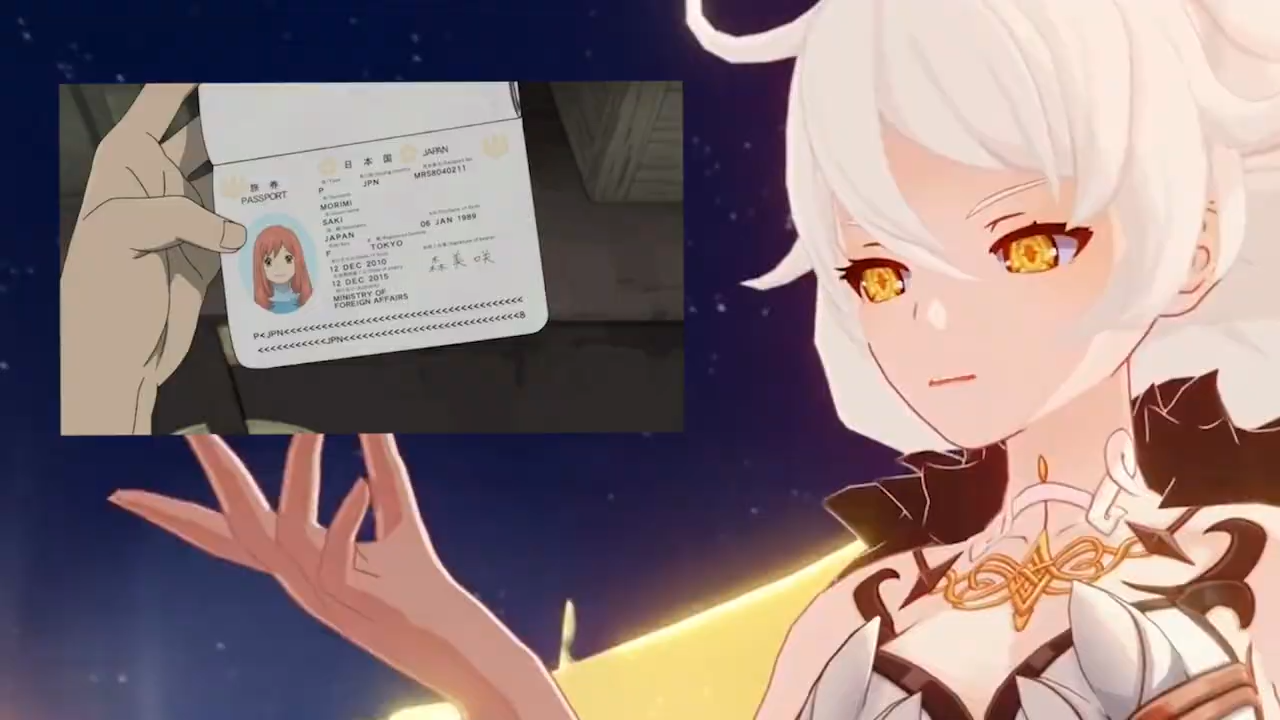 日本国 JAPAN
旅券
PASSPORT
P JPN MRS8040211
MORIMI
SAKI
JAPAN 06 JAN 1989
F TOKYO
12 DEC 2010 森美咲
12 DEC 2015
MINISTRY OF
FOREIGN AFFAIRS
P<JPN<<<<<<<<<<<<<<<<<<<<<<<<<<<<<<<<<<<
<<<<<<<<<<<JPN<<<<<<<<<<<<<<<<<<<<<<<<<<<8